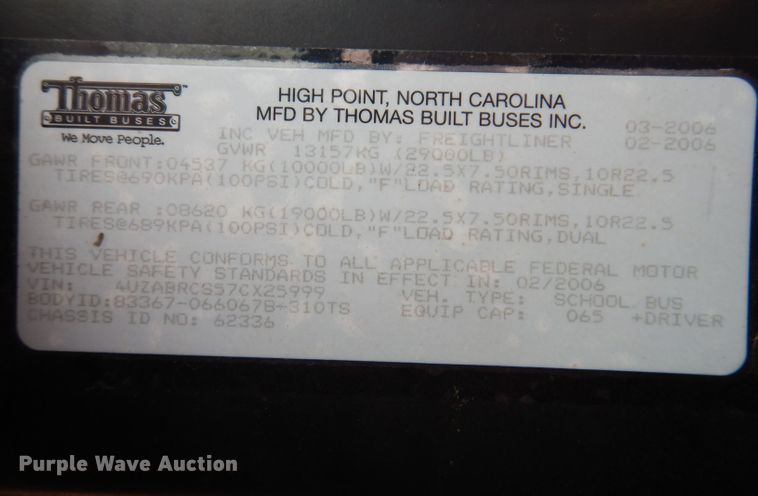 Thomas
BUILT BUSES
We Move People.
HIGH POINT, NORTH CAROLINA
MFD BY THOMAS BUILT BUSES INC.
03-2006
INC VEH MFD BY: FREIGHTLINER 02-2006
GVWR 13157KG (29000LB)
GAWR FRONT:04537 KG(10000LB)W/22.5X7.50RIMS,10R22.5
TIRES@690KPA(100PSI)COLD,"F"LOAD RATING,SINGLE
GAWR REAR :08620 KG(19000LB)W/22.5X7.50RIMS,10R22.5
TIRES@689KPA(100PSI)COLD,"F"LOAD RATING,DUAL
THIS VEHICLE CONFORMS TO ALL APPLICABLE FEDERAL MOTOR
VEHICLE SAFETY STANDARDS IN EFFECT IN: 02/2006
VIN: 4UZABRCS57CX25999 VEH. TYPE: SCHOOL BUS
BODYID:83367-066067B-310TS EQUIP CAP: 065 +DRIVER
CHASSIS ID NO: 62336
Purple Wave Auction